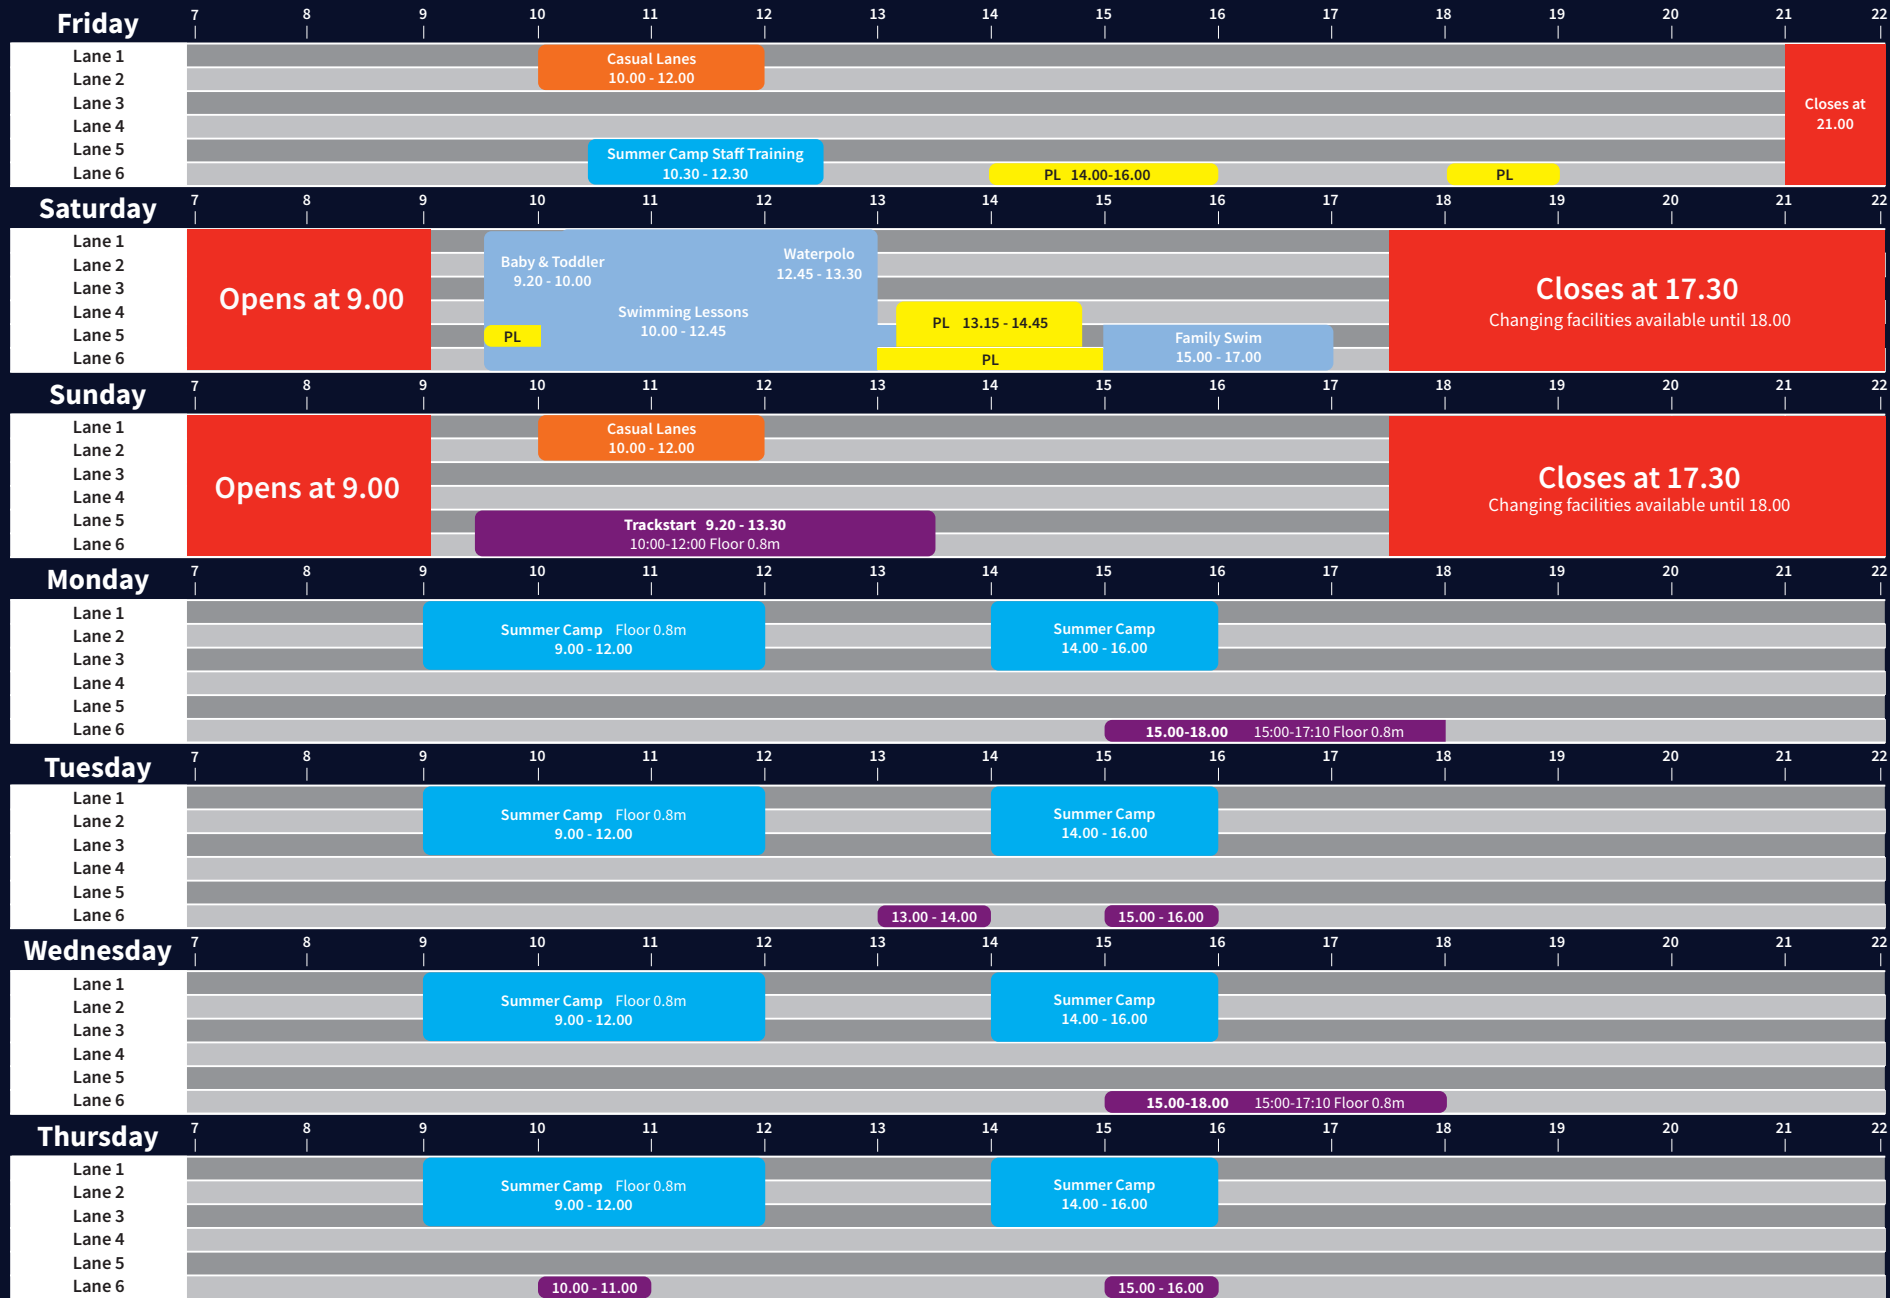 Friday 7 8 9 10 11 12 13 14 15 16 17 18 19 20 21 22
Lane 1
Casual Lanes
Lane 2
10.00 - 12.00
Lane 3
Closes at
Lane 4
21.00
Lane 5
Summer Camp Staff Training
Lane 6
10.30 - 12.30
PL 14.00-16.00
PL
Saturday 7 8 9 10 11 12 13 14 15 16 17 18 19 20 21 22
Lane 1
Lane 2
Lane 3
Lane 4
Lane 5
Lane 6
Opens at 9.00
Baby & Toddler
9.20 - 10.00
Waterpolo
12.45 - 13.30
Swimming Lessons
10.00 - 12.45
PL
PL 13.15 - 14.45
PL
Family Swim
15.00 - 17.00
Closes at 17.30
Changing facilities available until 18.00
Sunday 7 8 9 10 11 12 13 14 15 16 17 18 19 20 21 22
Lane 1
Lane 2
Lane 3
Lane 4
Lane 5
Lane 6
Opens at 9.00
Casual Lanes
10.00 - 12.00
Trackstart 9.20 - 13.30
10:00-12:00 Floor 0.8m
Closes at 17.30
Changing facilities available until 18.00
Monday 7 8 9 10 11 12 13 14 15 16 17 18 19 20 21 22
Lane 1
Lane 2
Lane 3
Lane 4
Lane 5
Lane 6
Summer Camp Floor 0.8m
9.00 - 12.00
Summer Camp
14.00 - 16.00
15.00-18.00 15:00-17:10 Floor 0.8m
Tuesday 7 8 9 10 11 12 13 14 15 16 17 18 19 20 21 22
Lane 1
Lane 2
Lane 3
Lane 4
Lane 5
Lane 6
Summer Camp Floor 0.8m
9.00 - 12.00
Summer Camp
14.00 - 16.00
13.00 - 14.00
15.00 - 16.00
Wednesday 7 8 9 10 11 12 13 14 15 16 17 18 19 20 21 22
Lane 1
Lane 2
Lane 3
Lane 4
Lane 5
Lane 6
Summer Camp Floor 0.8m
9.00 - 12.00
Summer Camp
14.00 - 16.00
15.00-18.00 15:00-17:10 Floor 0.8m
Thursday 7 8 9 10 11 12 13 14 15 16 17 18 19 20 21 22
Lane 1
Lane 2
Lane 3
Lane 4
Lane 5
Lane 6
Summer Camp Floor 0.8m
9.00 - 12.00
Summer Camp
14.00 - 16.00
10.00 - 11.00
15.00 - 16.00